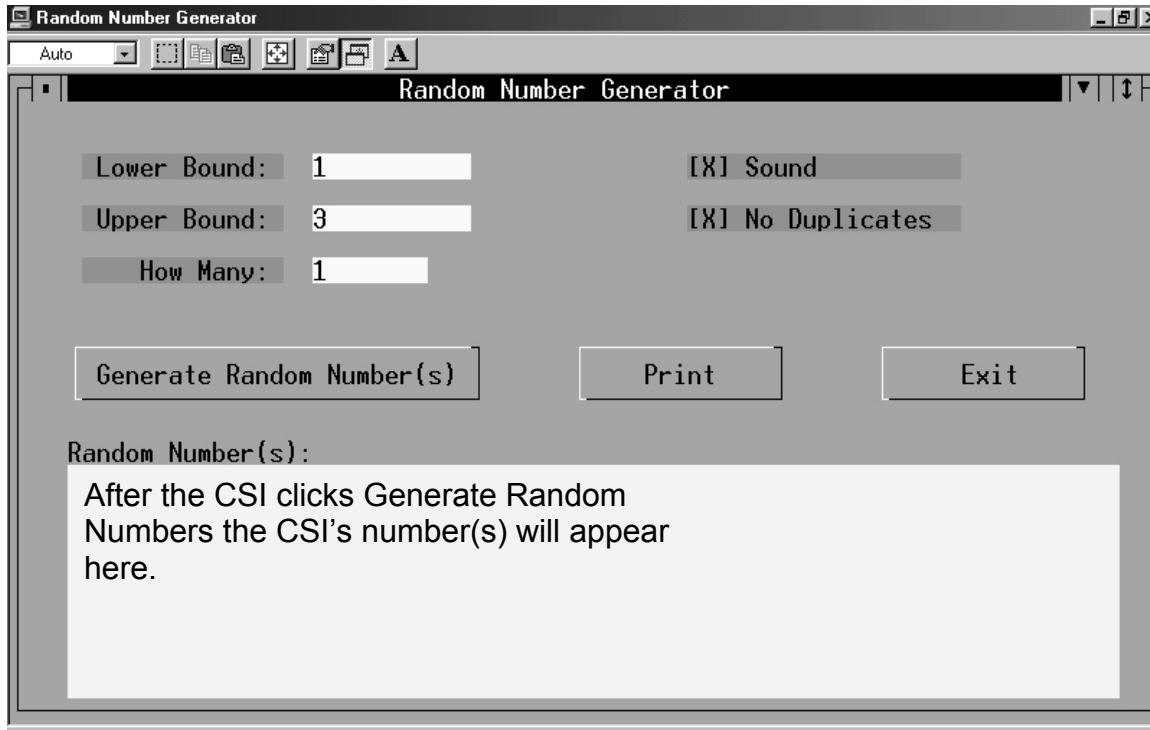 Random Number Generator
Auto
A
Random Number Generator
Lower Bound: 1 [X] Sound
Upper Bound: 3 [X] No Duplicates
How Many: 1
Generate Random Number(s) Print Exit
Random Number(s):
After the CSI clicks Generate Random
Numbers the CSI’s number(s) will appear
here.